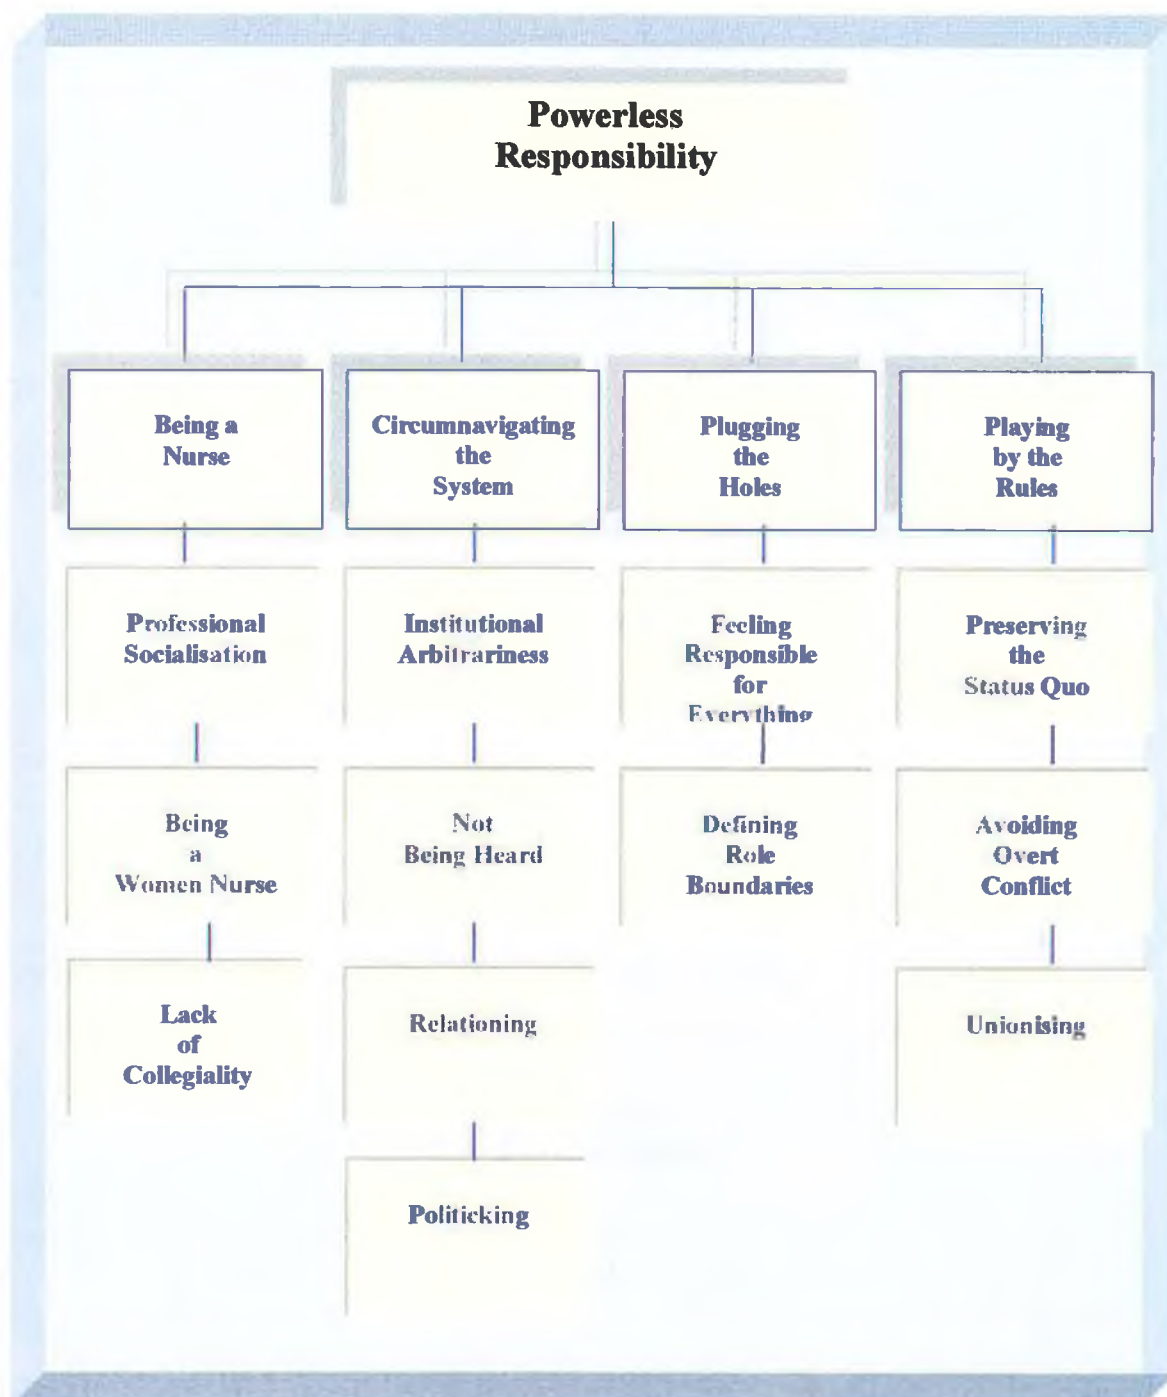 Powerless
Responsibility
Being a
Nurse
Circumnavigating
the
System
Plugging
the
Holes
Playing
by the
Rules
Professional
Socialisation
Institutional
Arbitrariness
Feeling
Responsible
for
Everything
Preserving
the
Status Quo
Being
a
Women Nurse
Not
Being Heard
Defining
Role
Boundaries
Avoiding
Overt
Conflict
Lack
of
Collegiality
Relationing
Unionising
Politicking